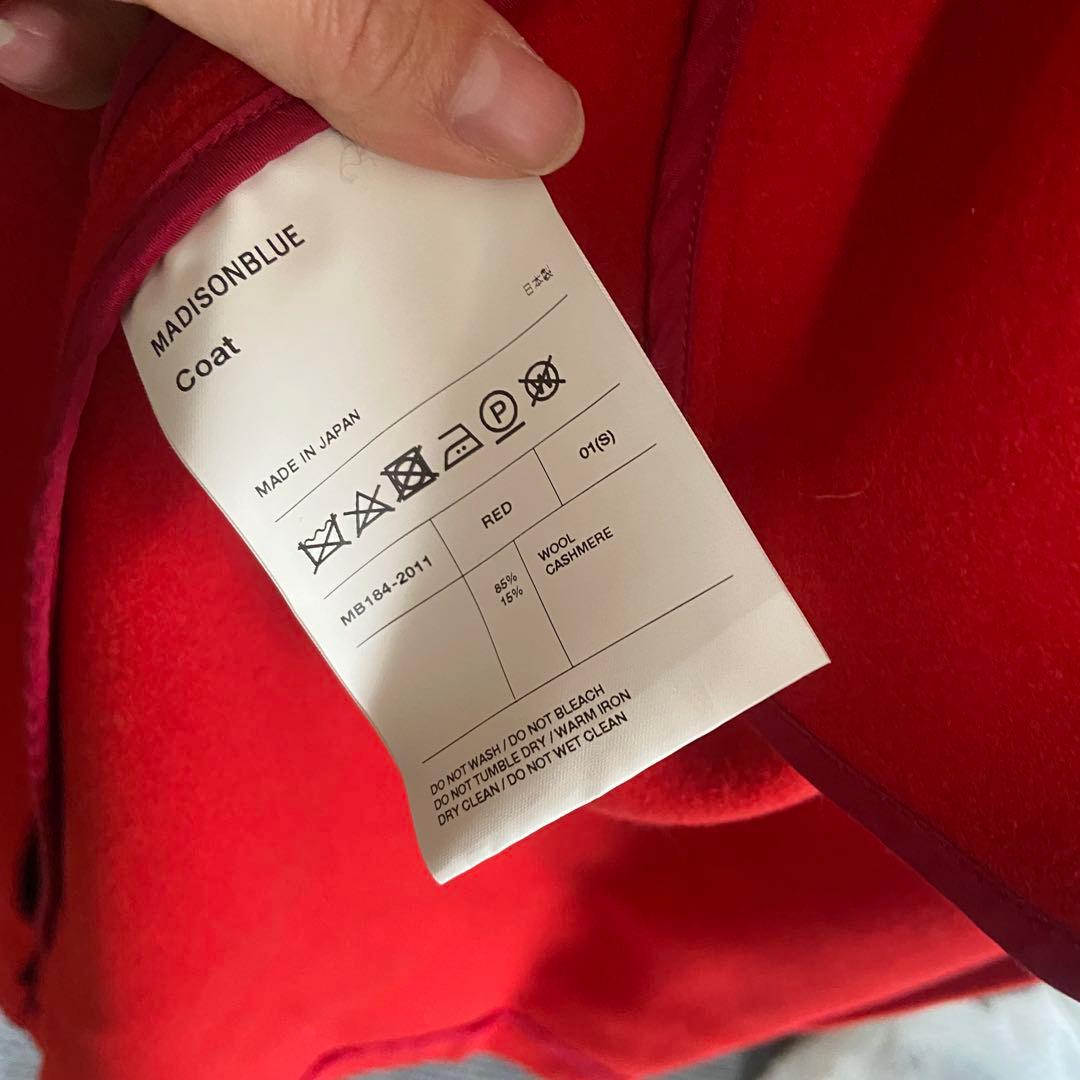 MADISONBLUE
Coat
MADE IN JAPAN
日本製
P
W
MB184-2011
RED
01(S)
85% WOOL
15% CASHMERE
DO NOT WASH / DO NOT BLEACH
DO NOT TUMBLE DRY / WARM IRON
DRY CLEAN / DO NOT WET CLEAN